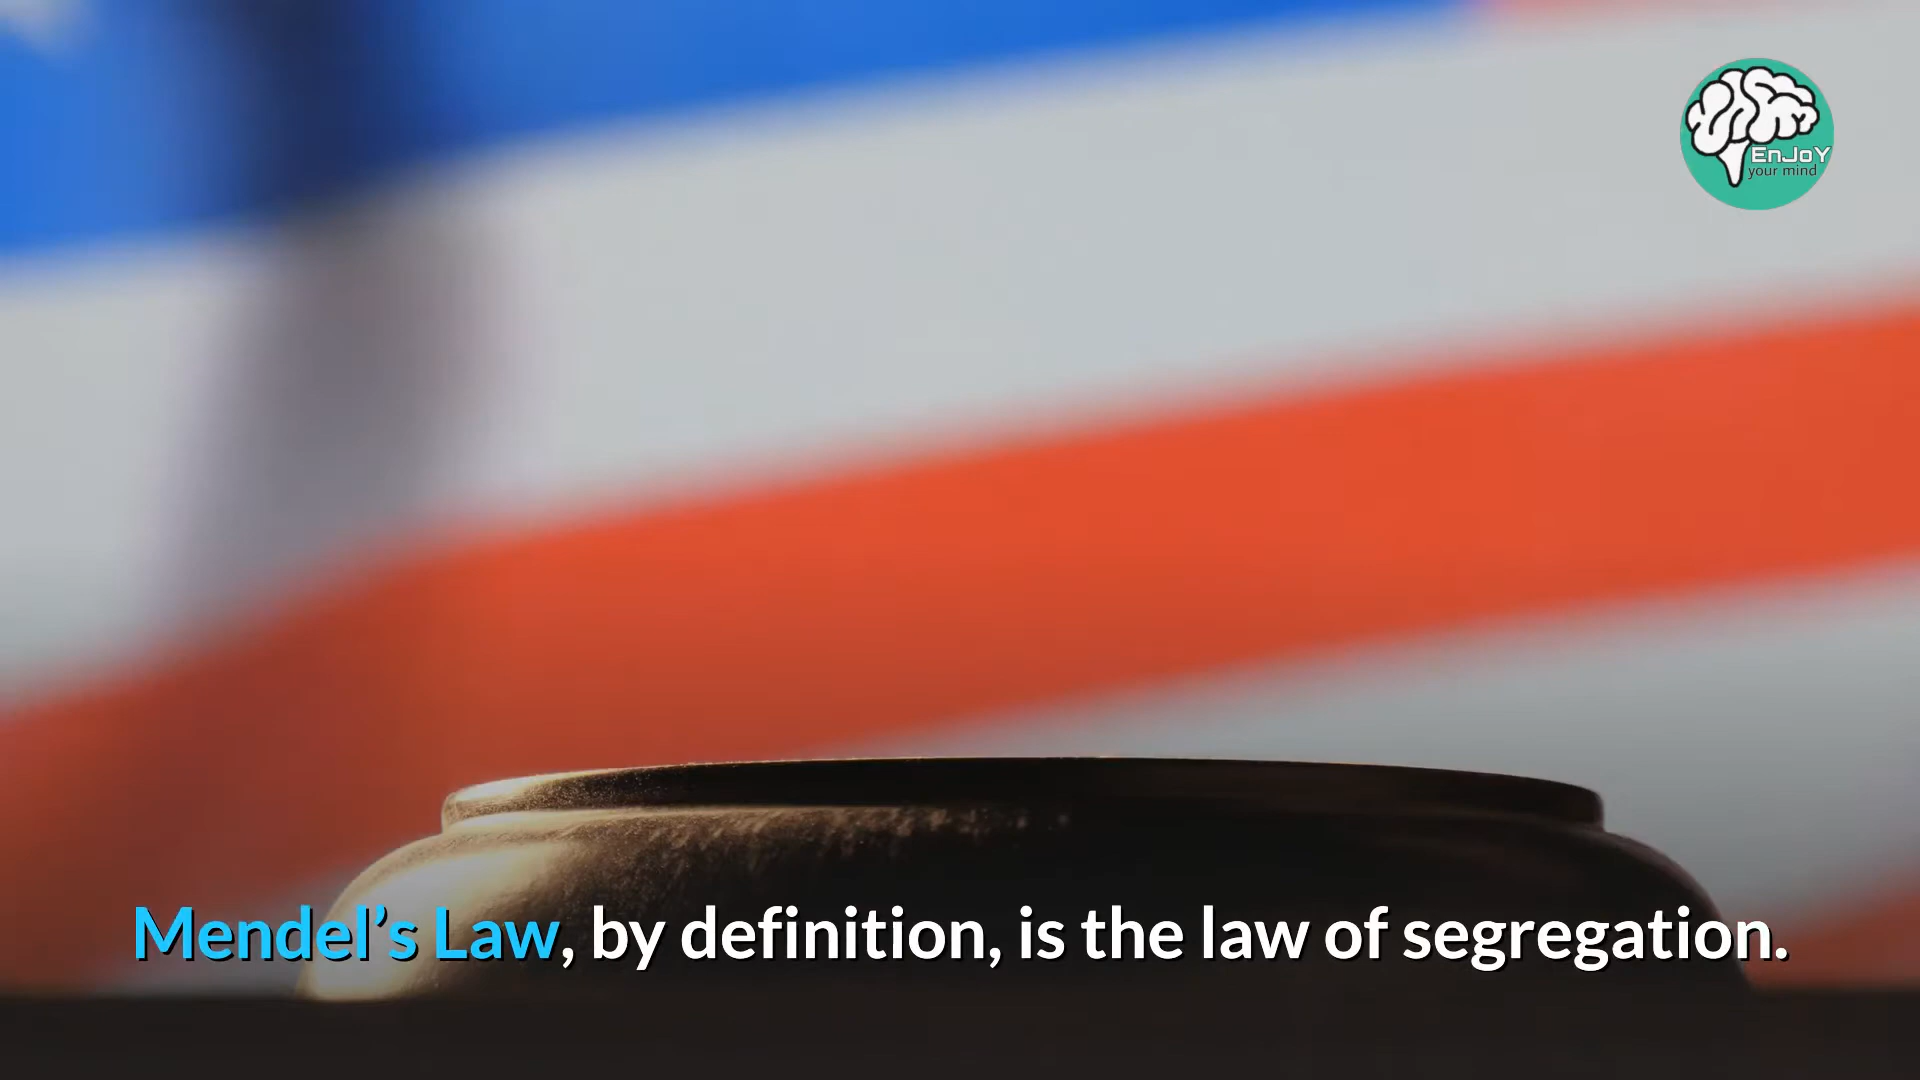 EnJoY
your mind
Mendel’s Law, by definition, is the law of segregation.